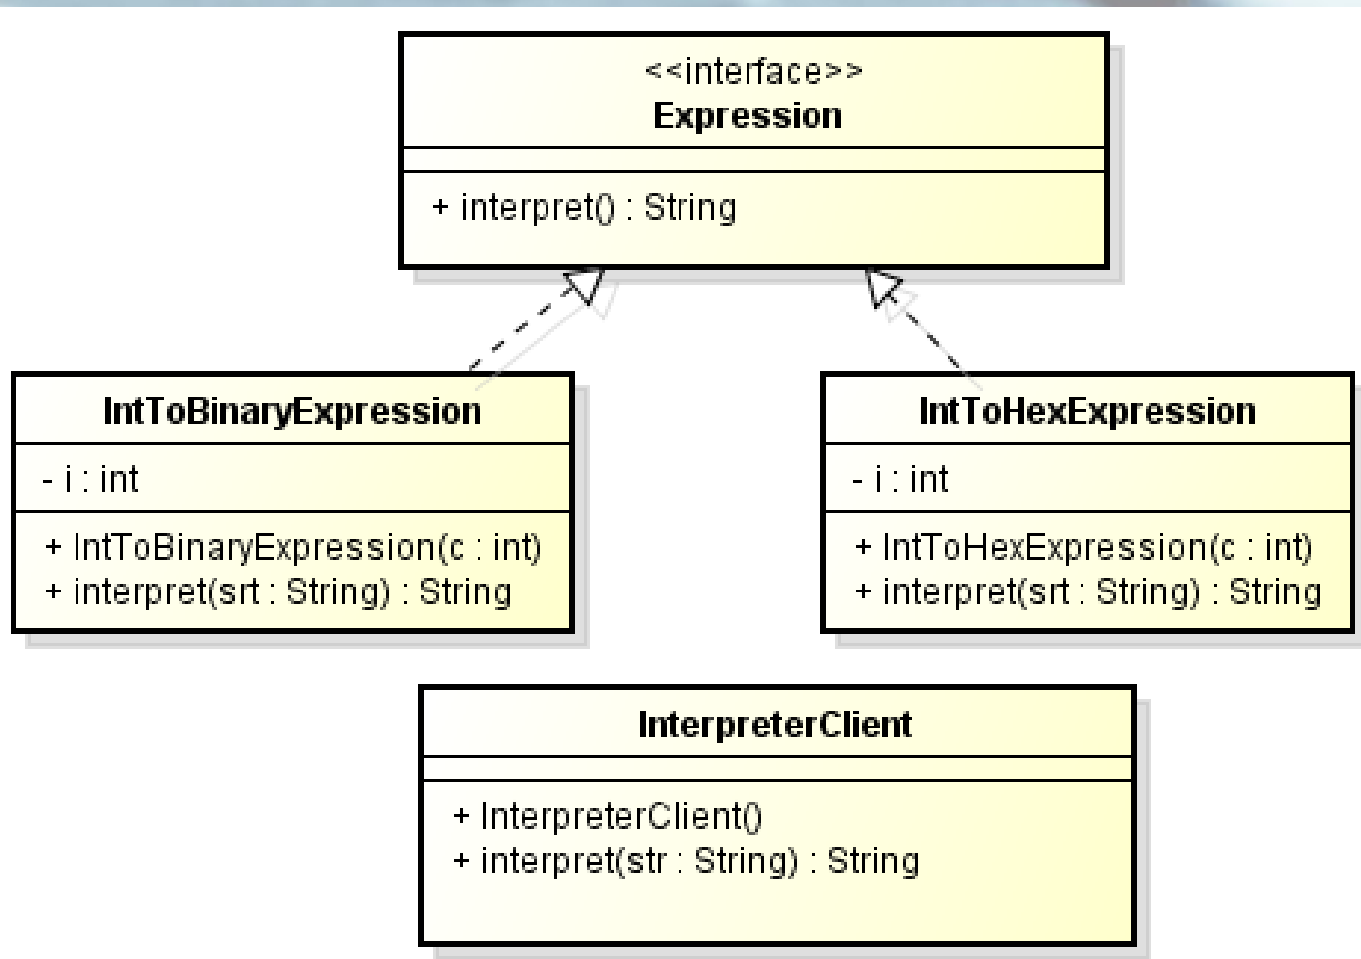 <<interface>>
Expression
+ interpret() : String
IntToBinaryExpression
- i : int
+ IntToBinaryExpression(c : int)
+ interpret(srt : String) : String
IntToHexExpression
- i : int
+ IntToHexExpression(c : int)
+ interpret(srt : String) : String
InterpreterClient
+ InterpreterClient()
+ interpret(str : String) : String